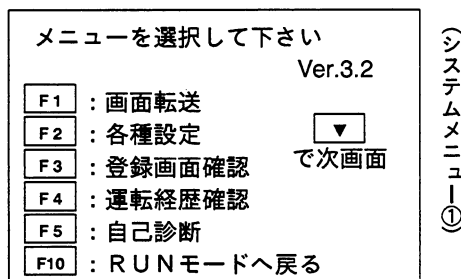 メニューを選択して下さい
Ver.3.2
F1 : 画面転送
F2 : 各種設定
▼
F3 : 登録画面確認
で次画面
F4 : 運転経歴確認
F5 : 自己診断
F10 : RUNモードへ戻る
(システムメニュー①)